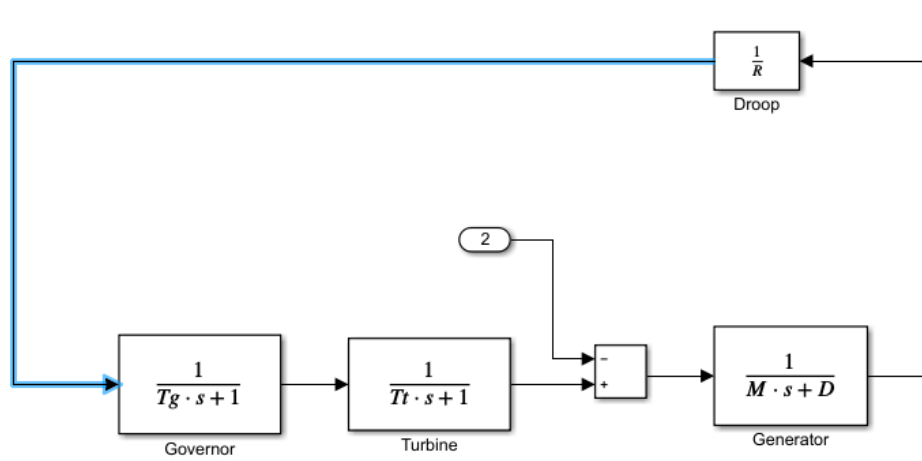 1
R
Droop
2
−
+
1
Tg · s + 1
Governor
1
Tt · s + 1
Turbine
1
M · s + D
Generator